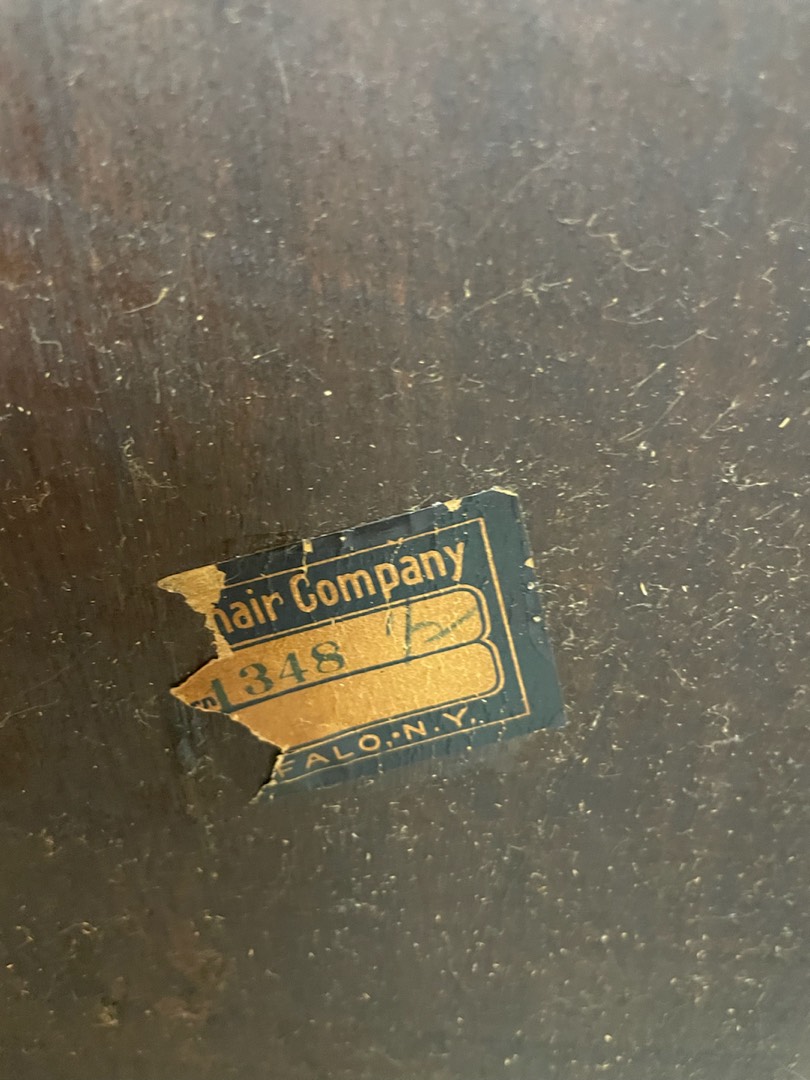 hair Company
1348
FALO, N.Y.